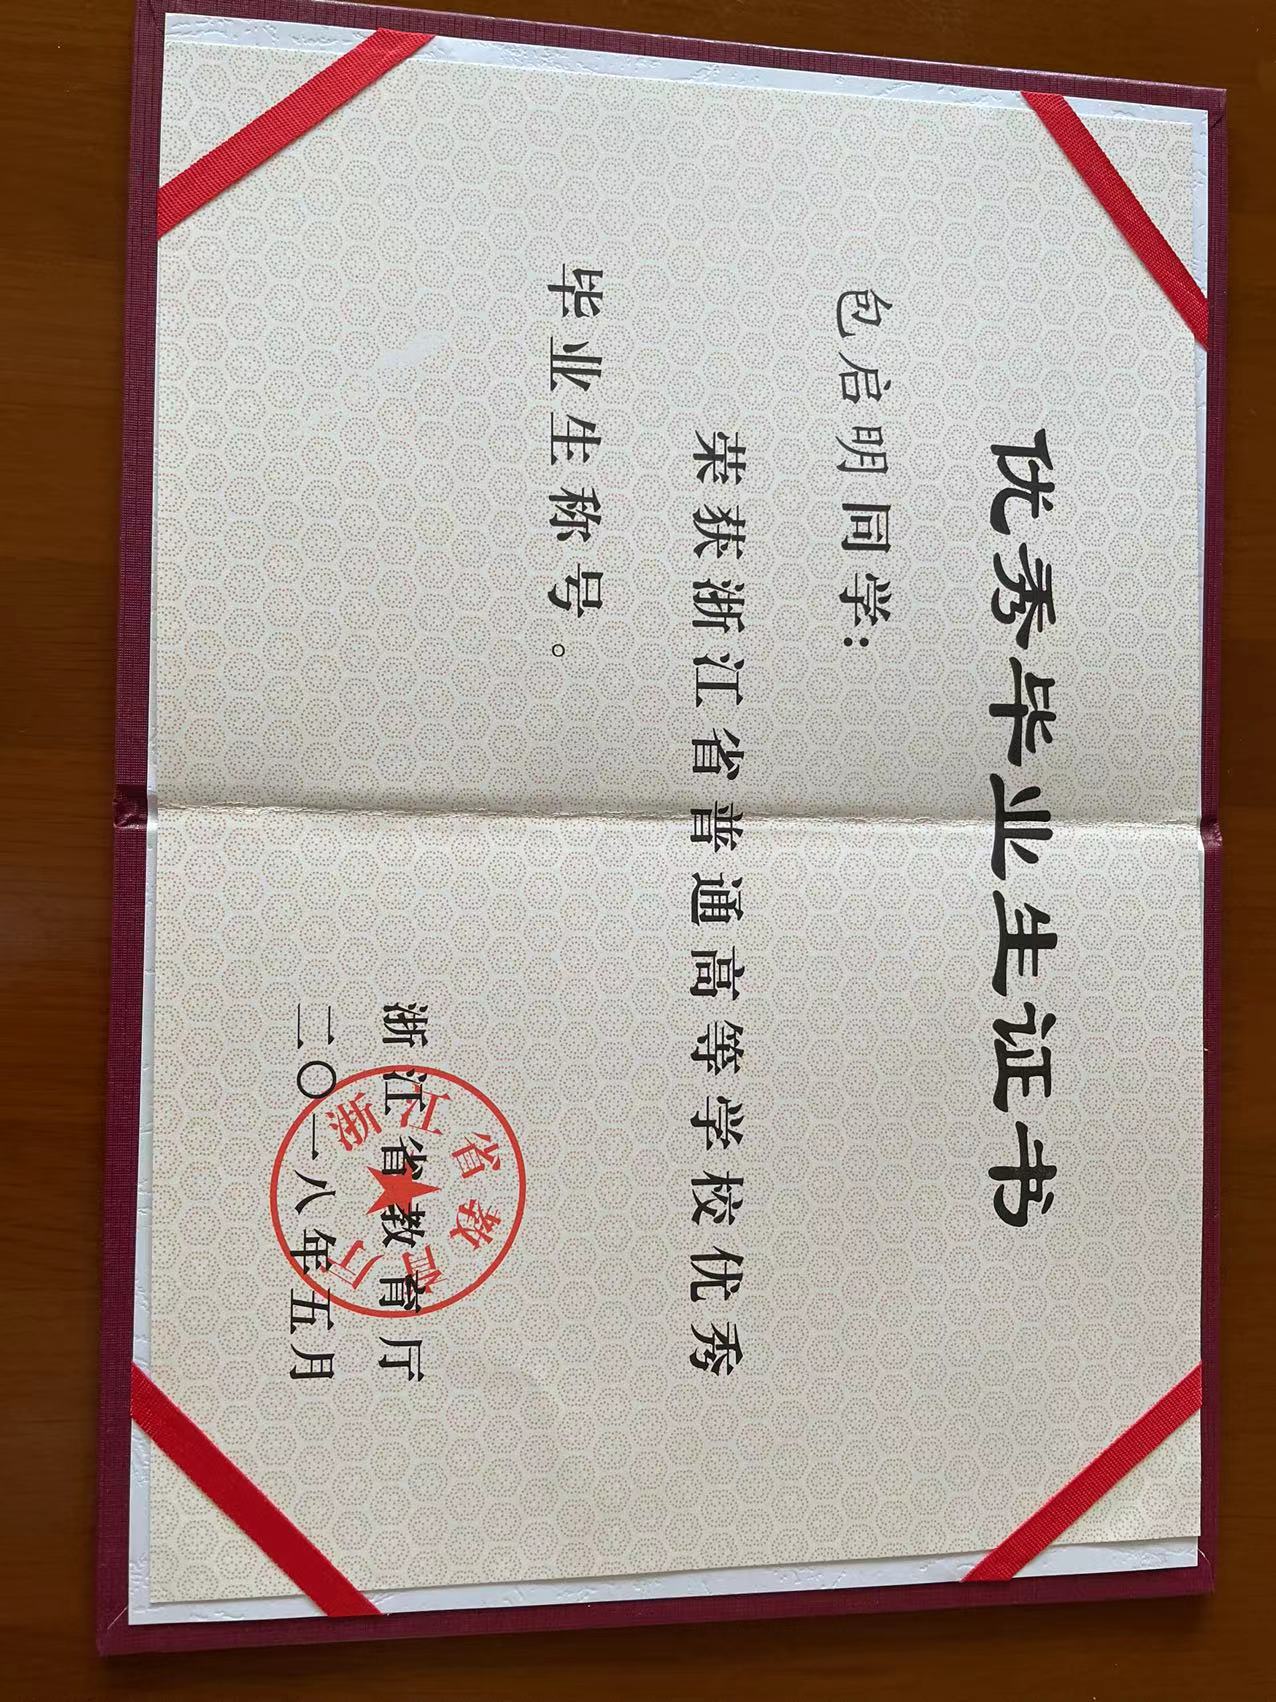 优秀毕业生证书
包启明同学:
荣获浙江省普通高等学校优秀
毕业生称号。
浙江省教育厅
二〇一八年五月
浙江省教育厅